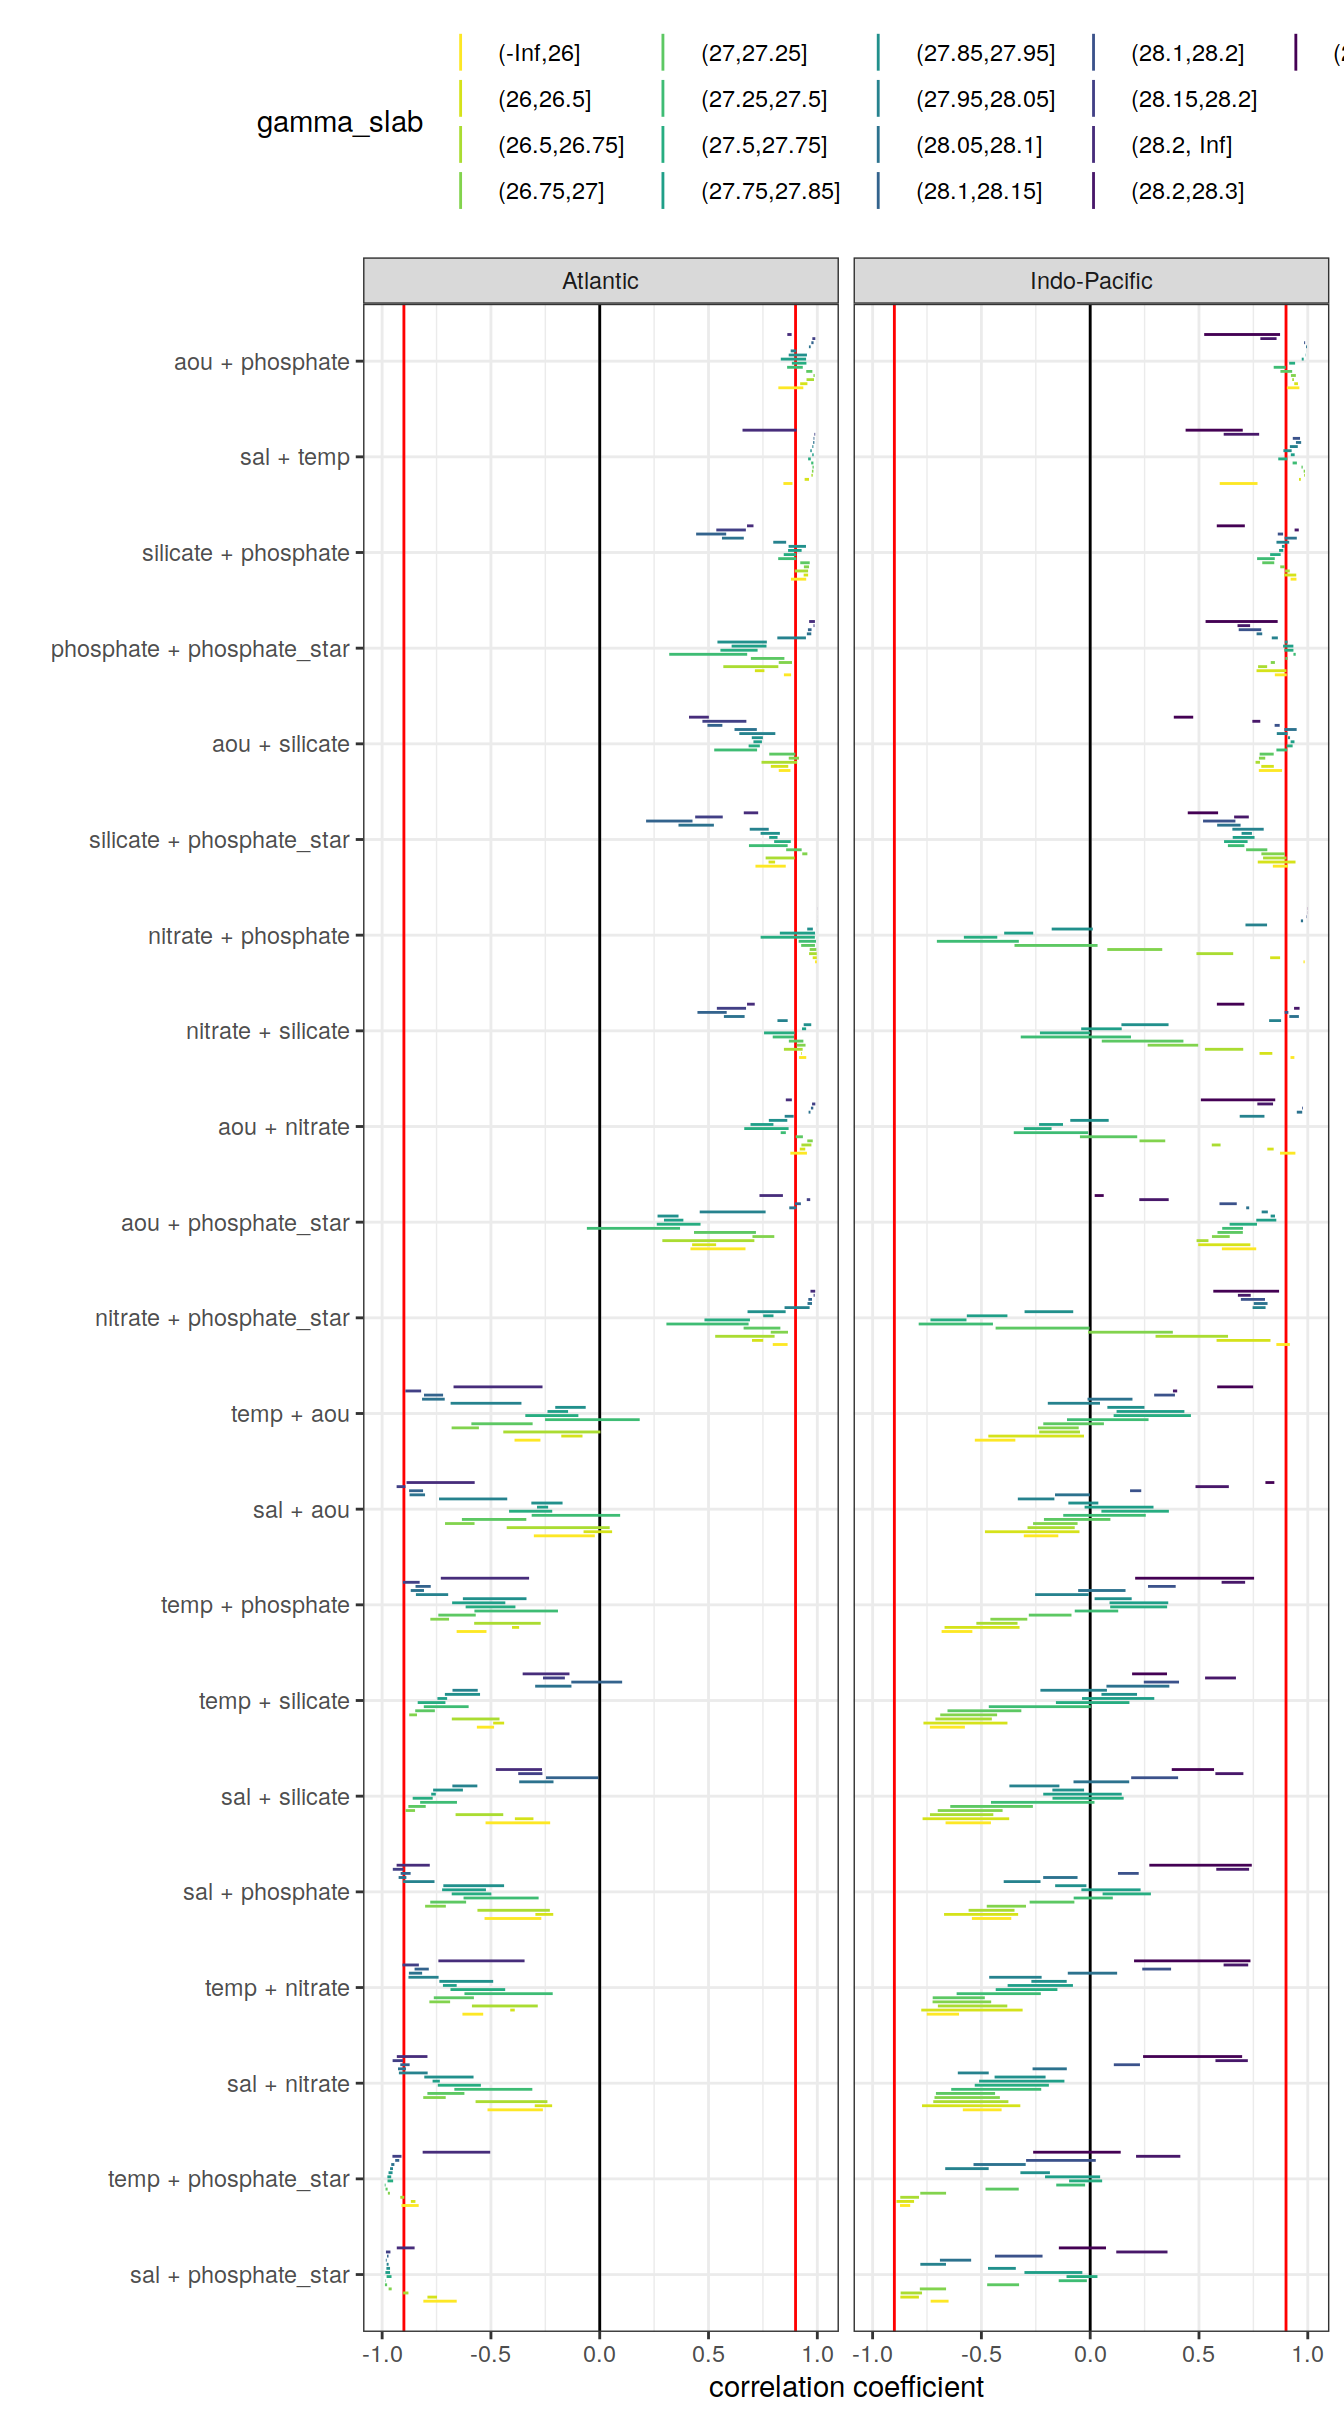 gamma_slab
(-Inf,26] (27,27.25] (27.85,27.95] (28.1,28.2] (2
(26,26.5] (27.25,27.5] (27.95,28.05] (28.15,28.2]
(26.5,26.75] (27.5,27.75] (28.05,28.1] (28.2, Inf]
(26.75,27] (27.75,27.85] (28.1,28.15] (28.2,28.3]
Atlantic Indo-Pacific
aou + phosphate
sal + temp
silicate + phosphate
phosphate + phosphate_star
aou + silicate
silicate + phosphate_star
nitrate + phosphate
nitrate + silicate
aou + nitrate
aou + phosphate_star
nitrate + phosphate_star
temp + aou
sal + aou
temp + phosphate
temp + silicate
sal + silicate
sal + phosphate
temp + nitrate
sal + nitrate
temp + phosphate_star
sal + phosphate_star
-1.0 -0.5 0.0 0.5 1.0 -1.0 -0.5 0.0 0.5 1.0
correlation coefficient